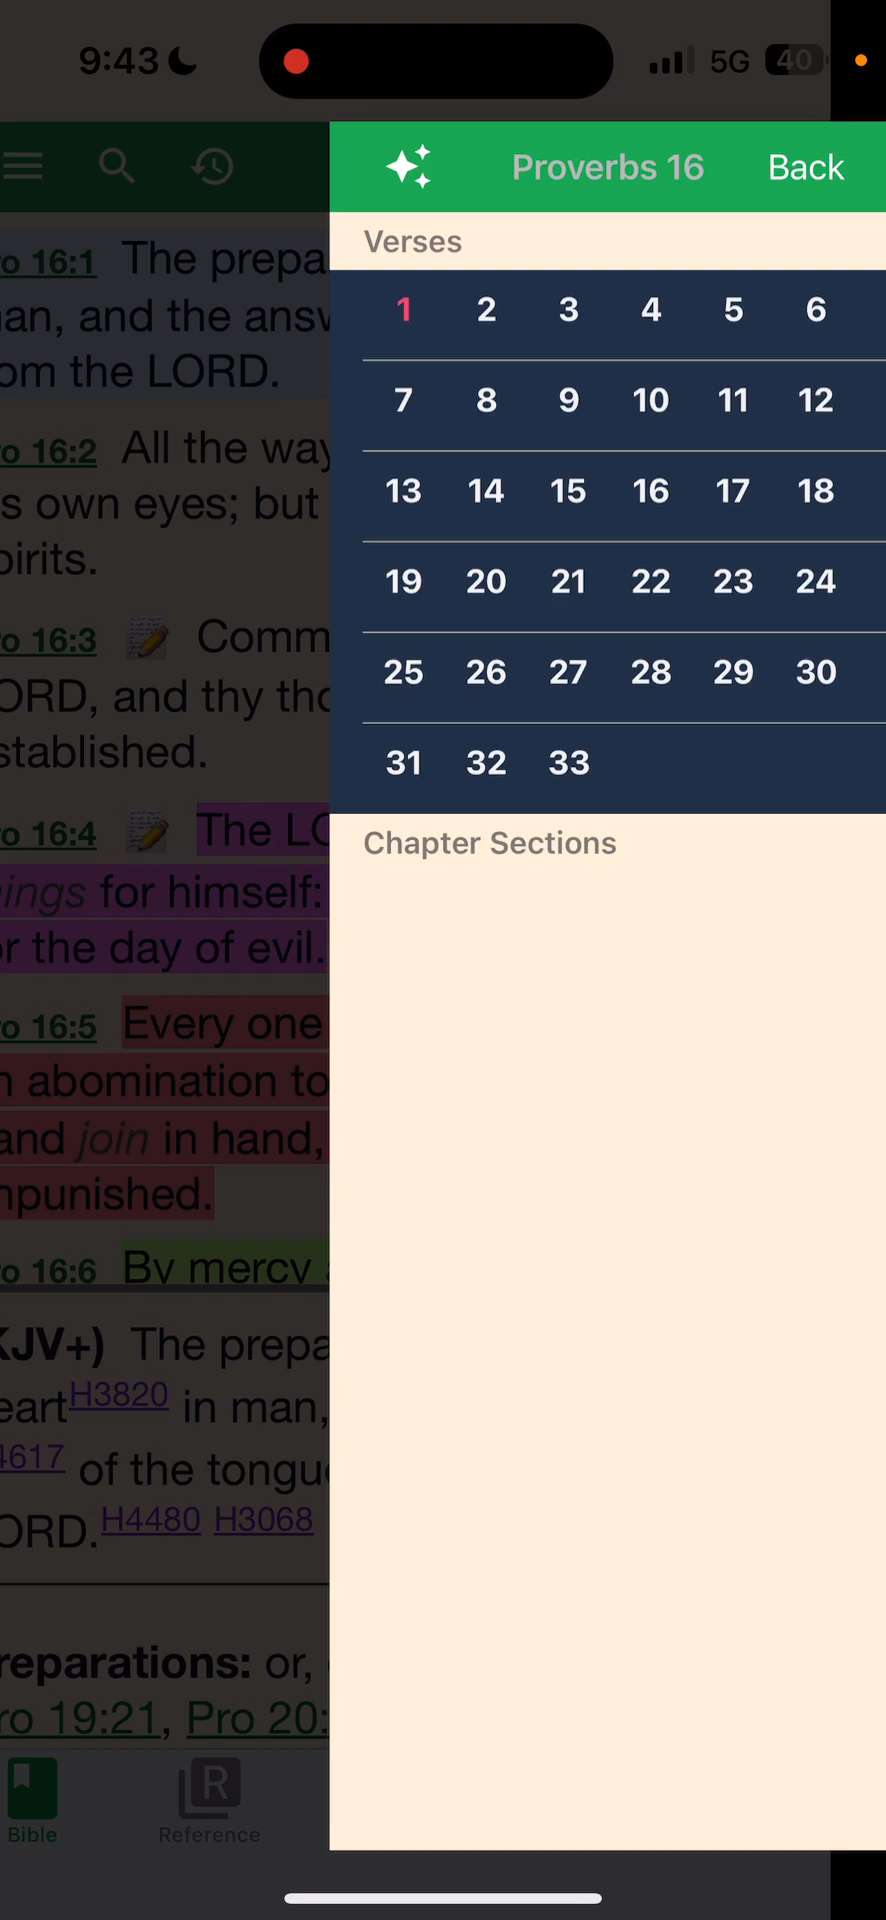 9:43
5G
40
Proverbs 16
Back
Verses
1 2 3 4 5 6
7 8 9 10 11 12
13 14 15 16 17 18
19 20 21 22 23 24
25 26 27 28 29 30
31 32 33
Chapter Sections
o 16:1 The prepa
an, and the answ
om the LORD.
o 16:2 All the way
s own eyes; but
pirits.
o 16:3 Comm
ORD, and thy tho
stablished.
o 16:4 The LO
ings for himself:
or the day of evil.
o 16:5 Every one
n abomination to
and join in hand,
npunished.
o 16:6 By mercy a
KJV+) The prepa
eartH3820 in man,
4617 of the tongue
ORD.H4480 H3068
reparations: or,
ro 19:21, Pro 20:
R
Bible
Reference